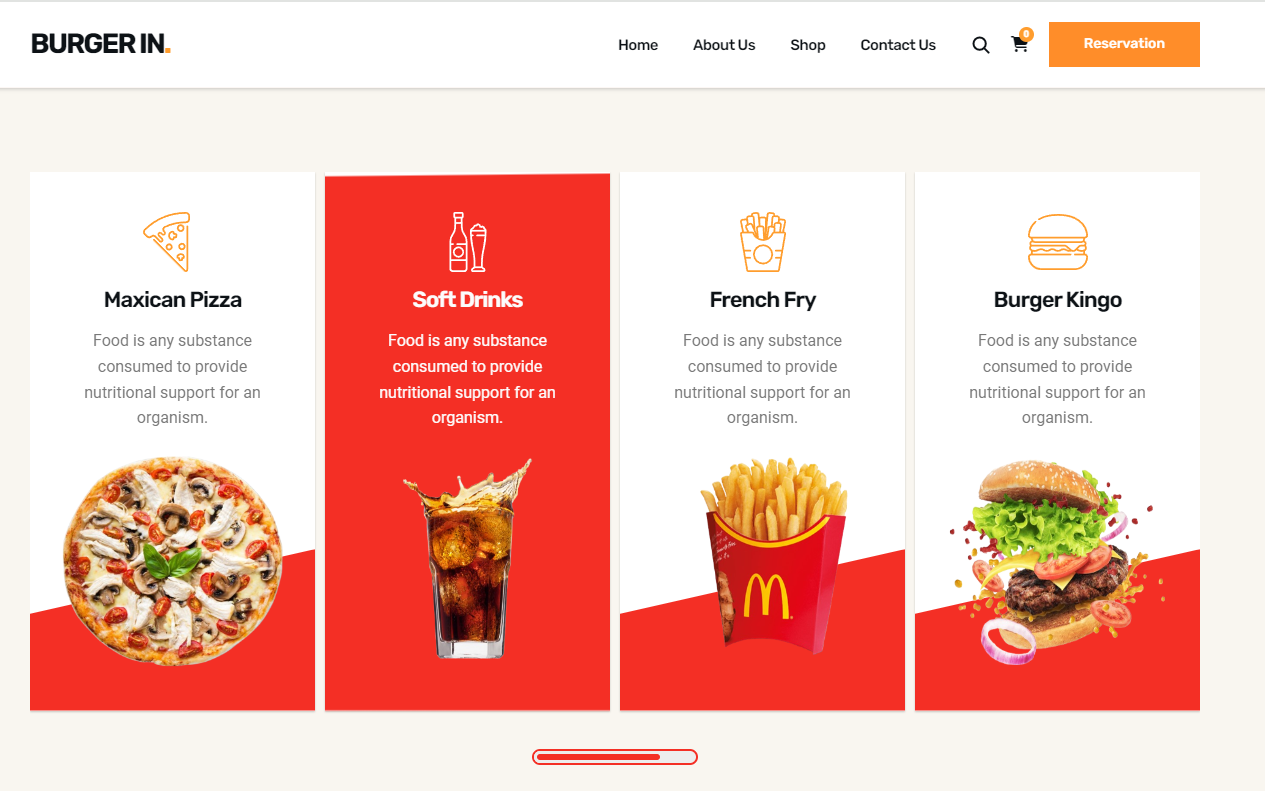 BURGER IN.
Home
About Us
Shop
Contact Us
0
Reservation
Maxican Pizza
Food is any substance
consumed to provide
nutritional support for an
organism.
Soft Drinks
Food is any substance
consumed to provide
nutritional support for an
organism.
French Fry
Food is any substance
consumed to provide
nutritional support for an
organism.
Burger Kingo
Food is any substance
consumed to provide
nutritional support for an
organism.